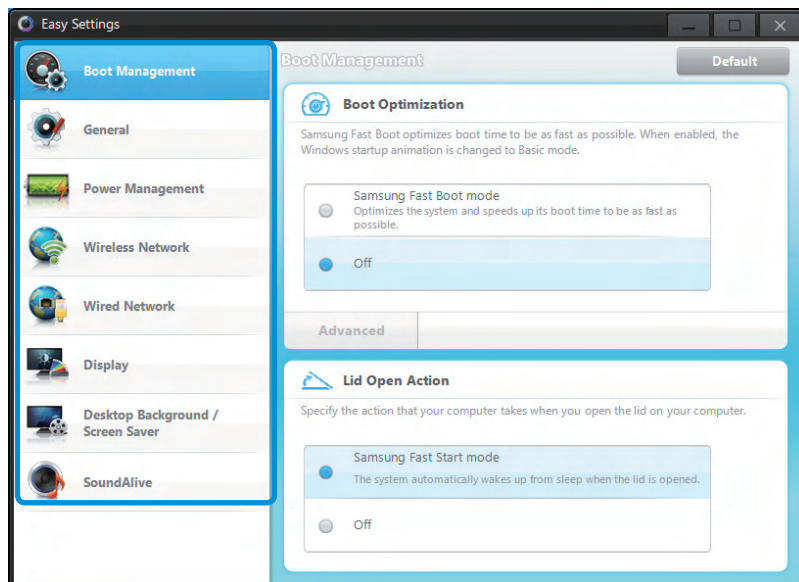 Easy Settings
Boot Management
General
Power Management
Wireless Network
Wired Network
Display
Desktop Background /
Screen Saver
SoundAlive
Boot Management
Default
Boot Optimization
Samsung Fast Boot optimizes boot time to be as fast as possible. When enabled, the
Windows startup animation is changed to Basic mode.
Samsung Fast Boot mode
Optimizes the system and speeds up its boot time to be as fast as
possible.
Off
Advanced
Lid Open Action
Specify the action that your computer takes when you open the lid on your computer.
Samsung Fast Start mode
The system automatically wakes up from sleep when the lid is opened.
Off